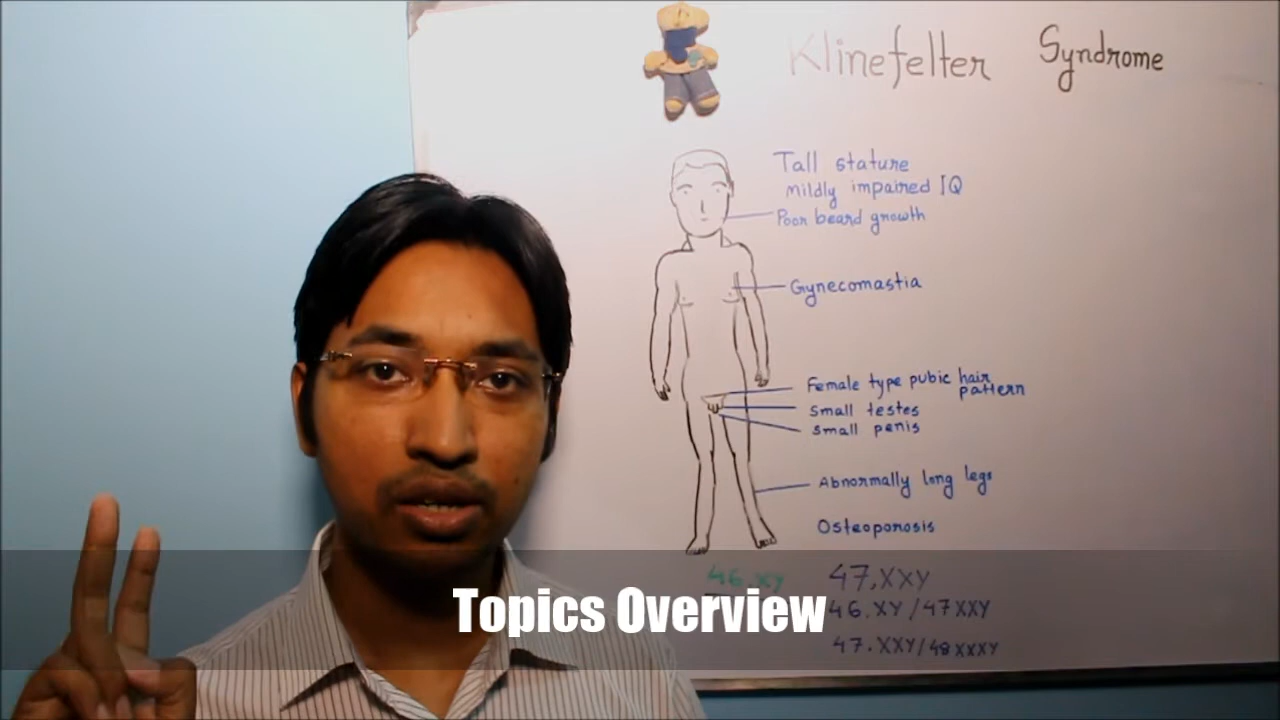 Klinefelter Syndrome
Tall stature
Mildly impaired IQ
Poor beard growth
Gynecomastia
Female type pubic hair
pattern
Small testes
Small penis
Abnormally long legs
Osteoporosis
46.XY 47,XXY
46.XY/47XXY
47.XXY/48XXXY
Topics Overview